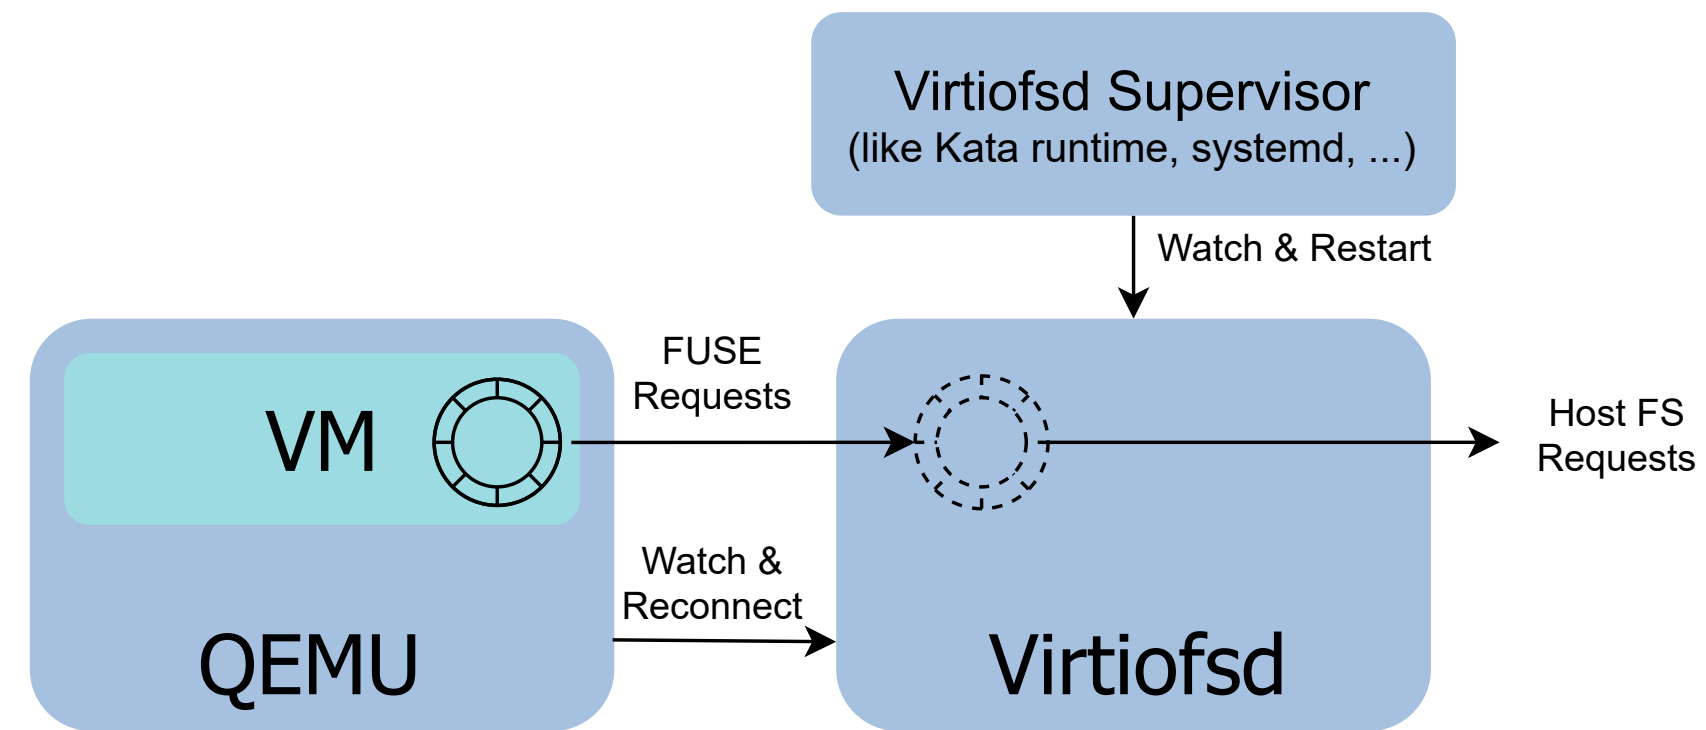 Virtiofsd Supervisor
(like Kata runtime, systemd, ...)
Watch & Restart
FUSE
Requests
VM
Host FS
Requests
Watch &
Reconnect
QEMU
Virtiofsd